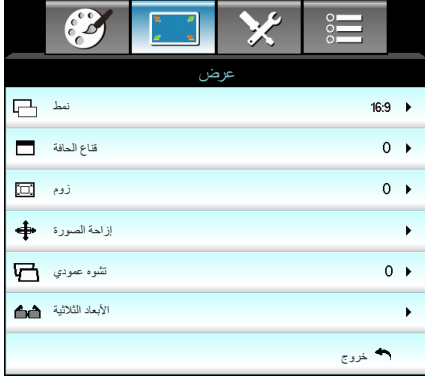 عرض
نمط 16:9
قناع الحافة 0
زوم 0
إزاحة الصورة
تشوه عمودي 0
الأبعاد الثلاثية
خروج